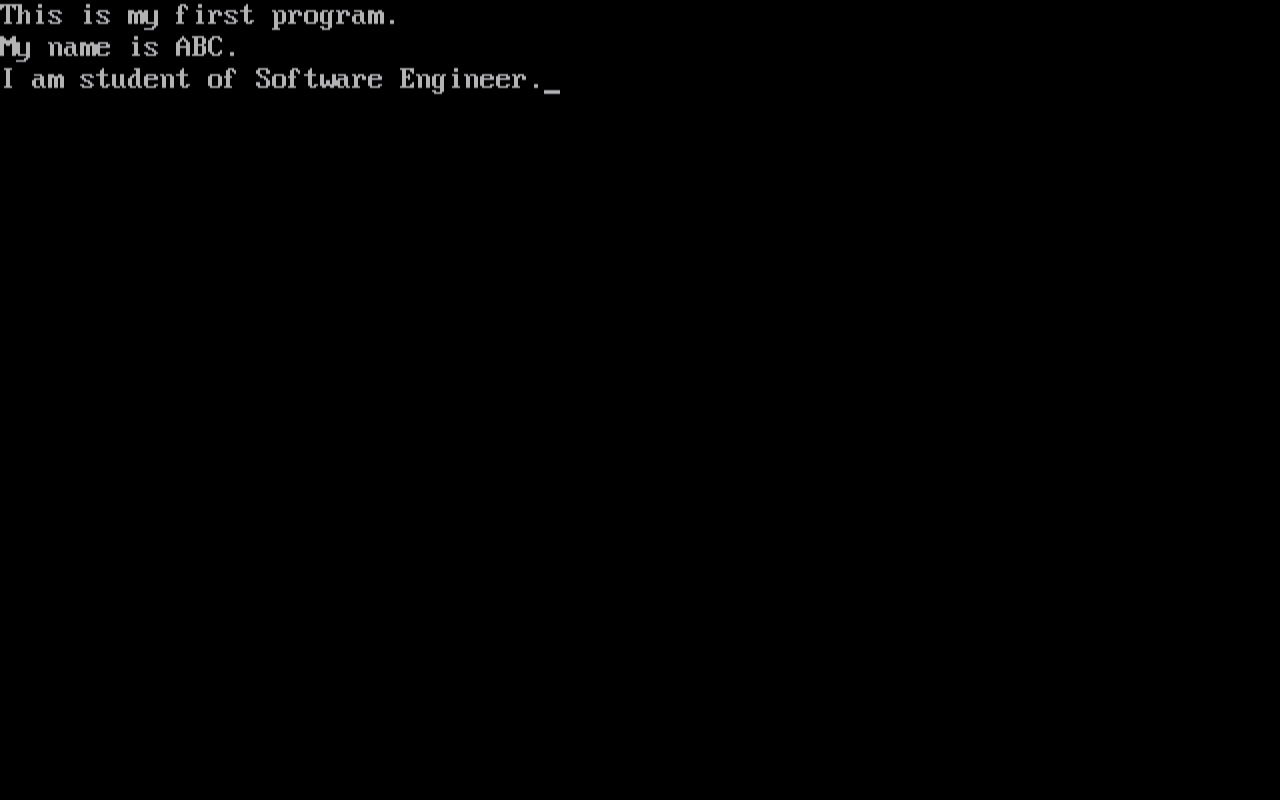 This is my first program.
My name is ABC.
I am student of Software Engineer._